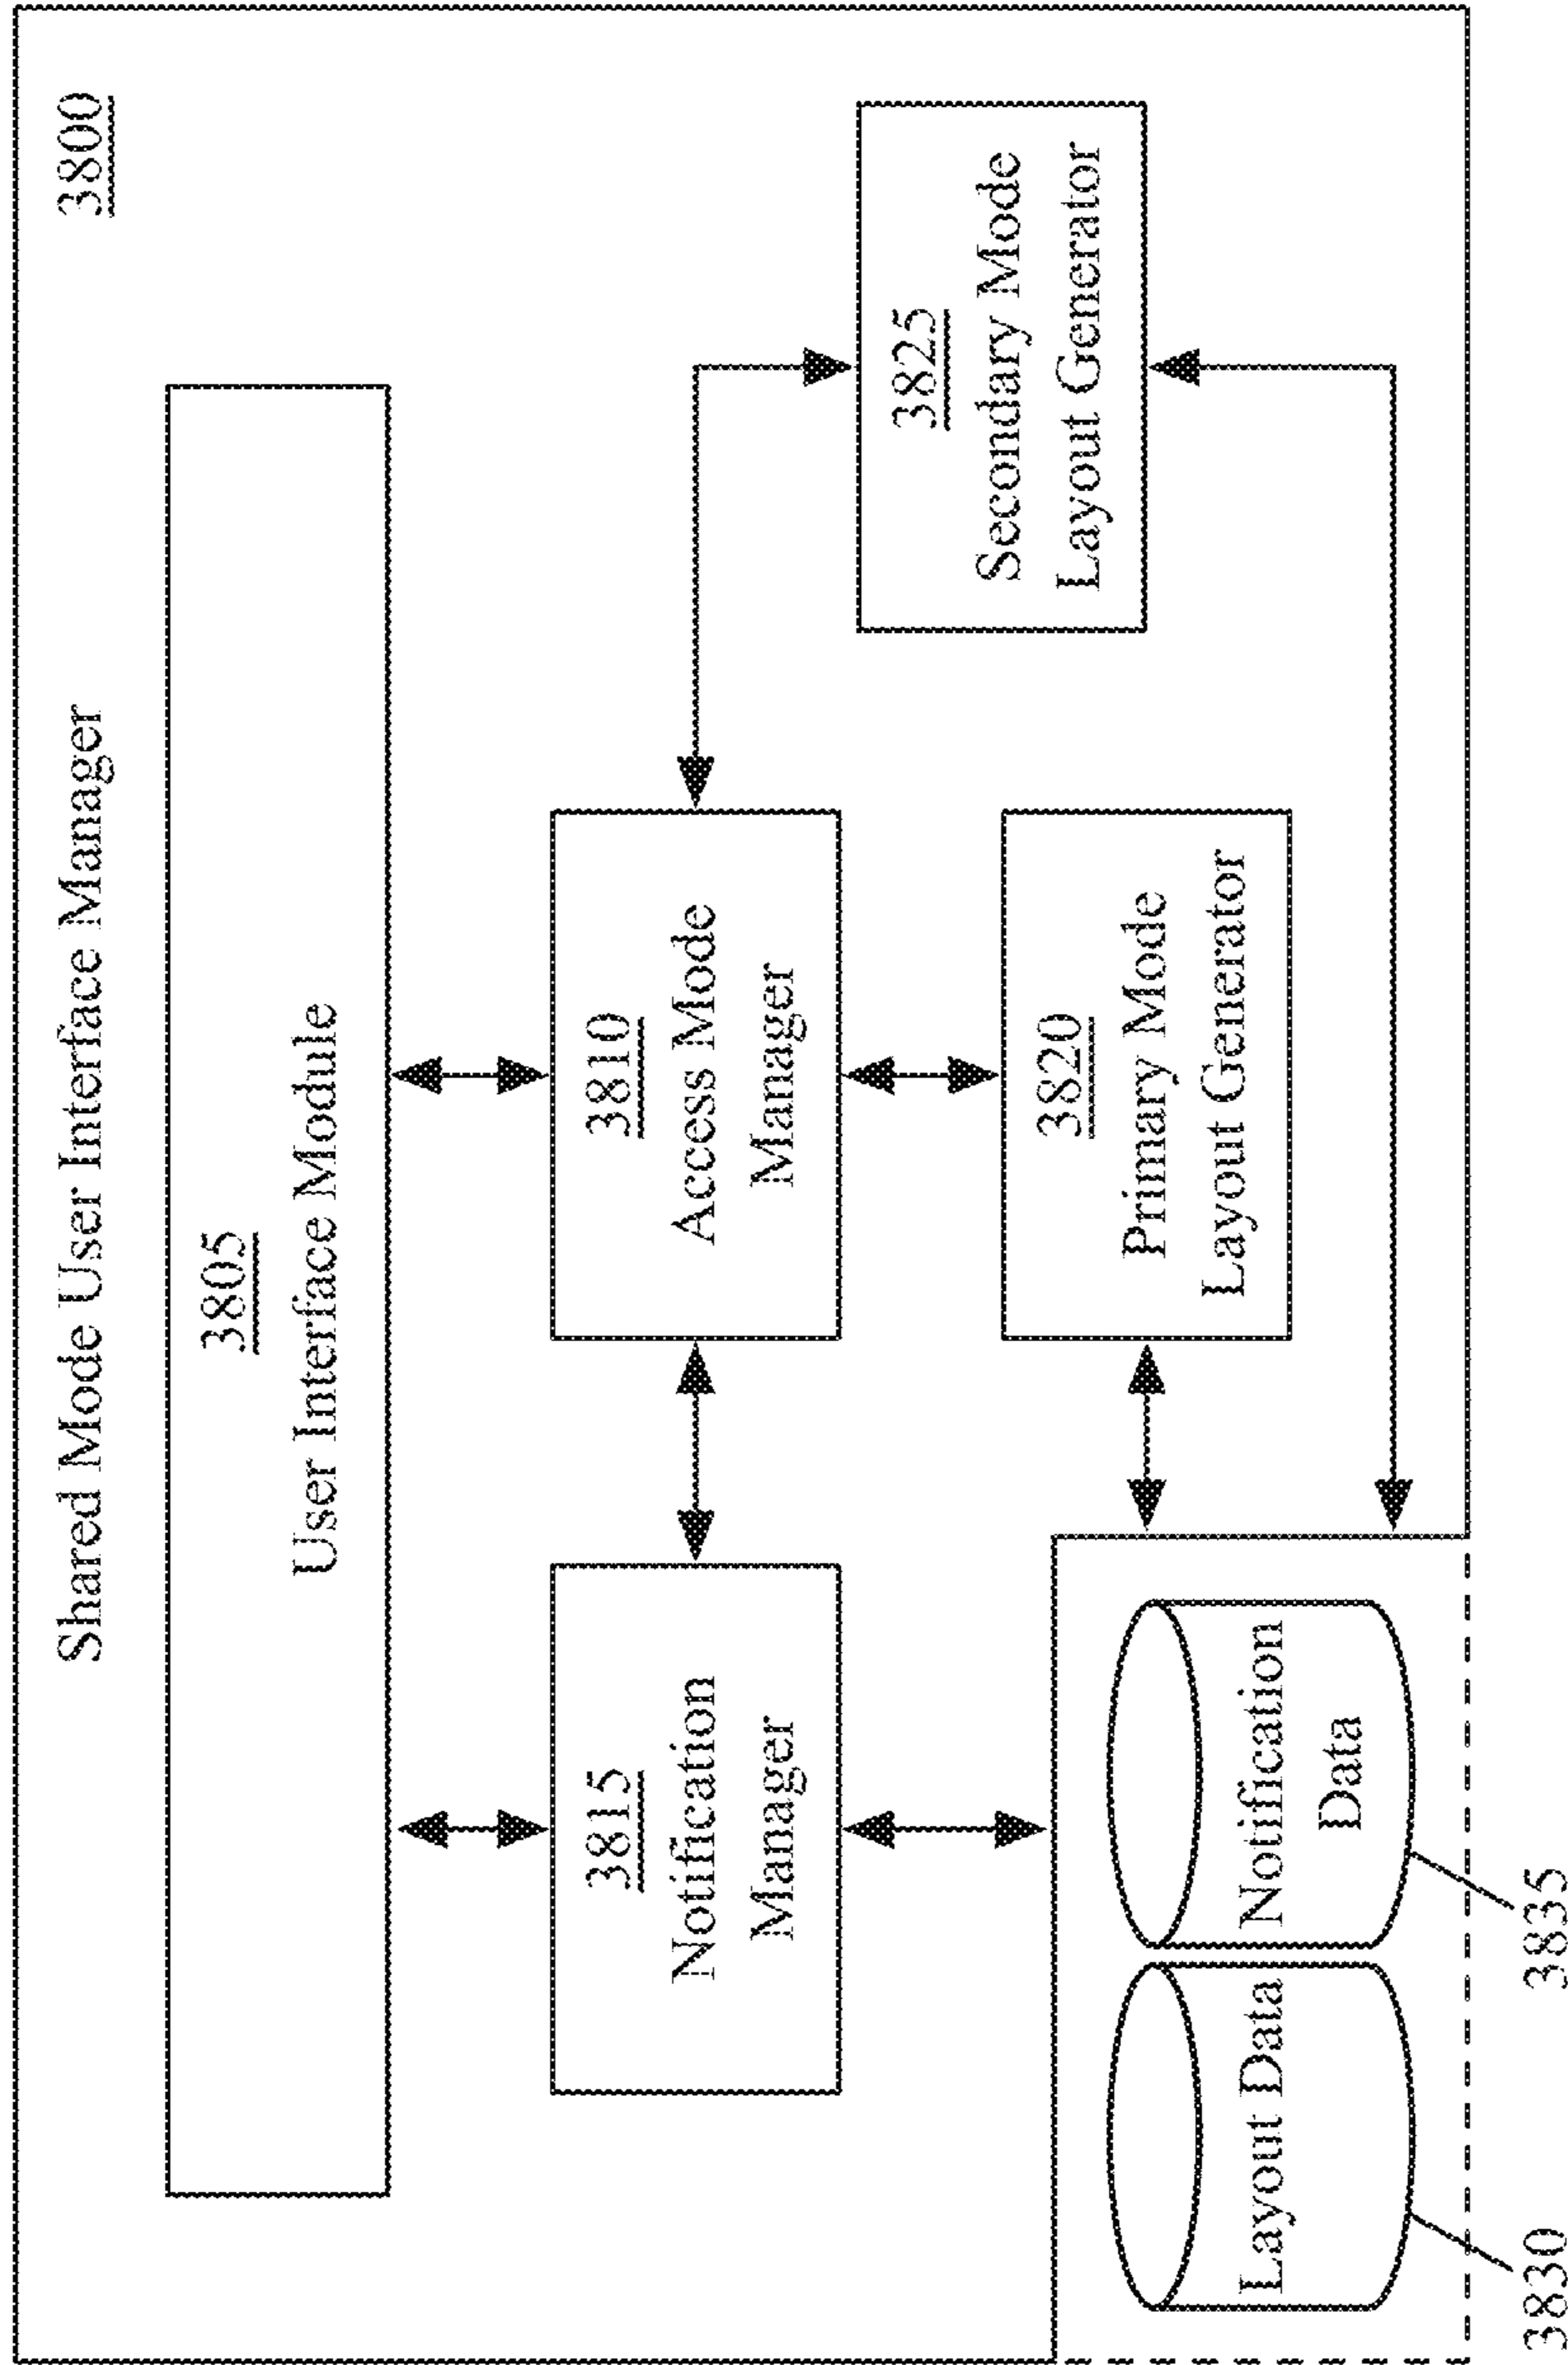 Shared Mode User Interface Manager
3800
3805
User Interface Module
3815
Notification
Manager
3810
Access Mode
Manager
3825
Secondary Mode
Layout Generator
3820
Primary Mode
Layout Generator
Layout Data
Notification
Data
3830
3835